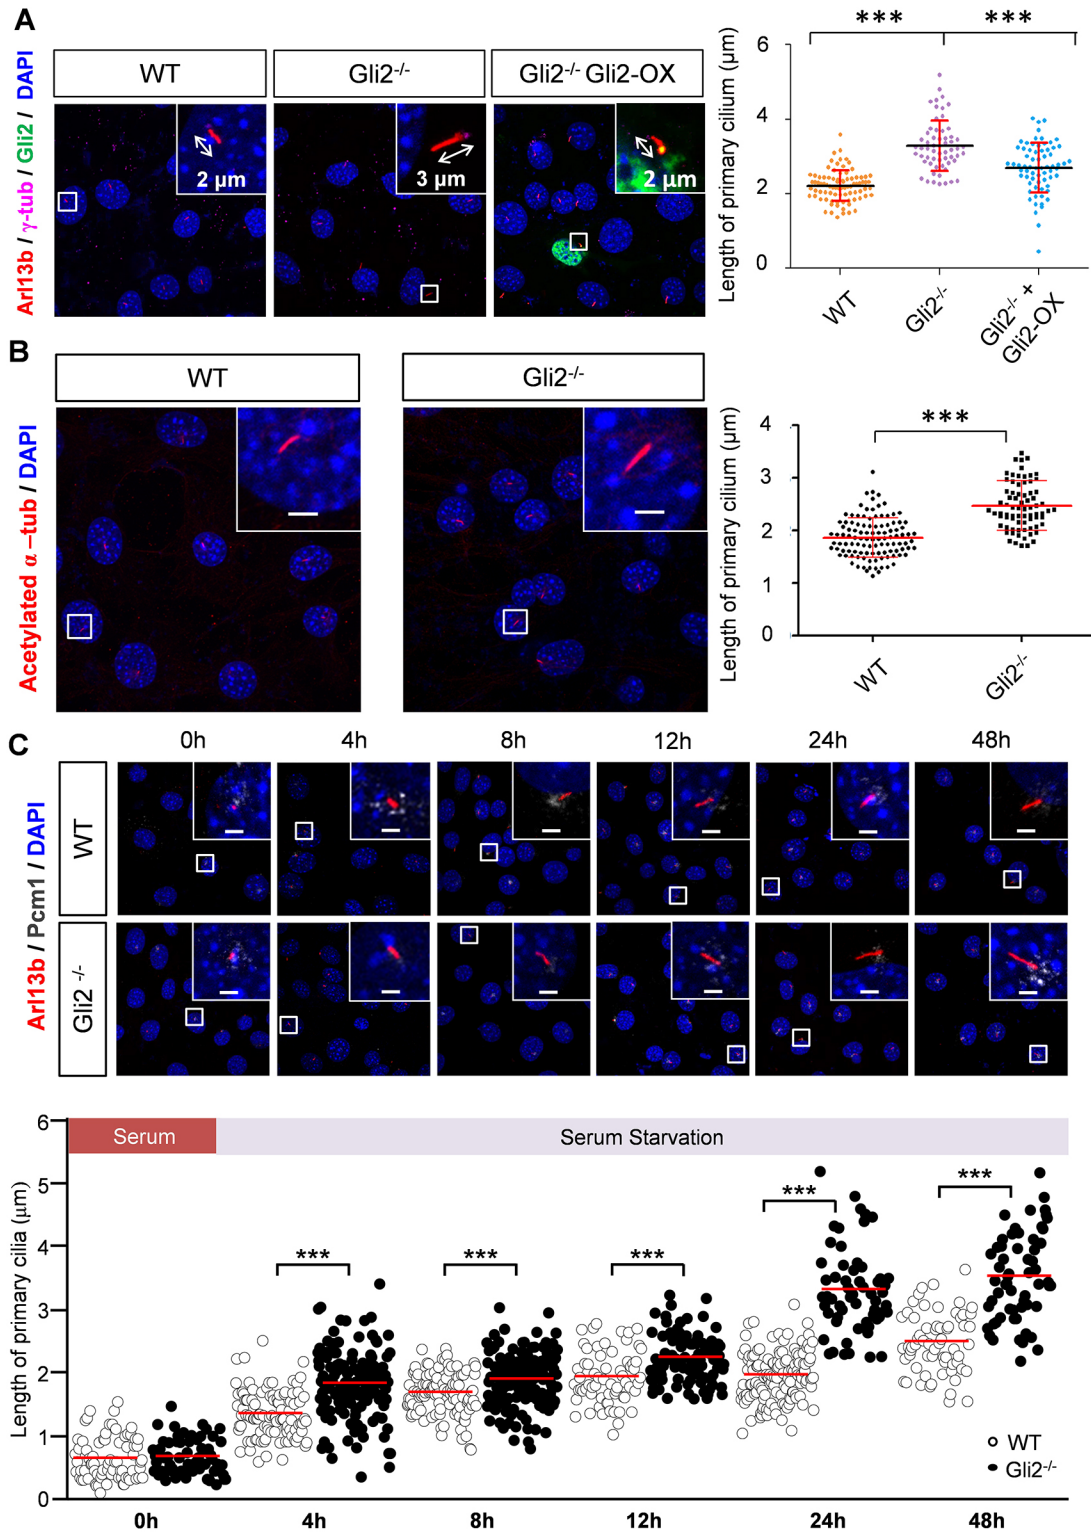 A
WT
Gli2-/-
Gli2-/- Gli2-OX
Arl13b / γ-tub / Gli2 / DAPI
2 µm
3 µm
2 µm
***
***
Length of primary cilium (µm)
6
4
2
0
WT
Gli2-/-
Gli2-/- +
Gli2-OX
B
WT
Gli2-/-
Acetylated α –tub / DAPI
***
Length of primary cilium (µm)
4
3
2
1
0
WT
Gli2-/-
C
0h
4h
8h
12h
24h
48h
Arl13b / Pcm1 / DAPI
WT
Gli2 -/-
Serum
Serum Starvation
Length of primary cilia (µm)
6
5
4
3
2
1
0
***
***
***
***
***
WT
Gli2-/-
0h
4h
8h
12h
24h
48h